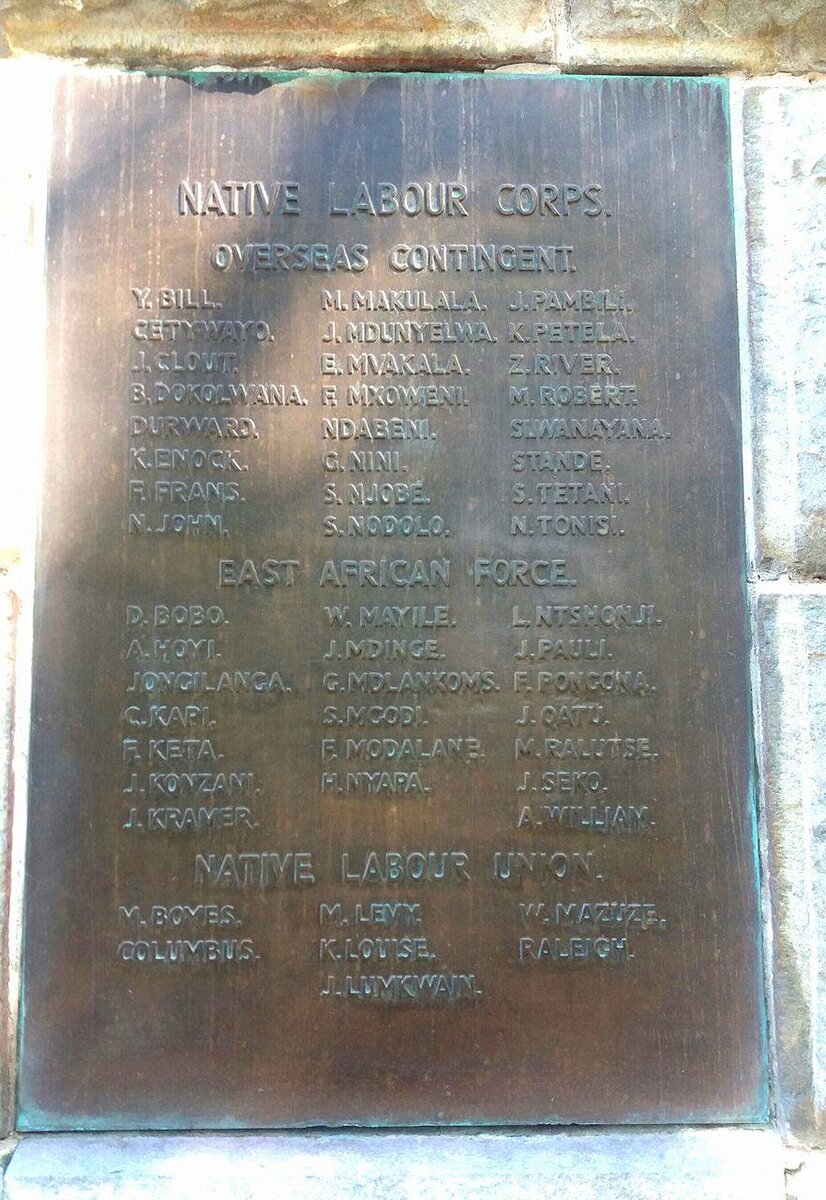 NATIVE LABOUR CORPS.
OVERSEAS CONTINGENT.
Y. BILL. M. MAKULALA. J. PAMBILI.
CETYWAYO. J. MDUNYELWA. K. PETELA.
J. CLOUT. E. MVAKALA. Z. RIVER.
B. DOKOLWANA. F. MXOWENI. M. ROBERT.
DURWARD. NDABENI. SIWANAYANA.
K. ENOCK. G. NINI. STANDE.
F. FRANS. S. NJOBE. S. TETANI.
N. JOHN. S. NODOLO. N. TONISI.
EAST AFRICAN FORCE.
D. BOBO. W. MAYILE. L. NTSHONJI.
A. HOYI. J. MDINGE. J. PAULI.
JONGILANGA. G. MDLANKOMS. F. PONGONA.
C. KAPI. S. MGODI. J. QATU.
F. KETA. F. MODALANE. M. RALUTSE.
J. KONZANI. H. NYAPA. J. SEKO.
J. KRAMER. A. WILLIAM.
NATIVE LABOUR UNION.
M. BOYES. M. LEVY. W. MAZUZE.
COLUMBUS. K. LOUISE. RALEIGH.
J. LUMKWAIN.